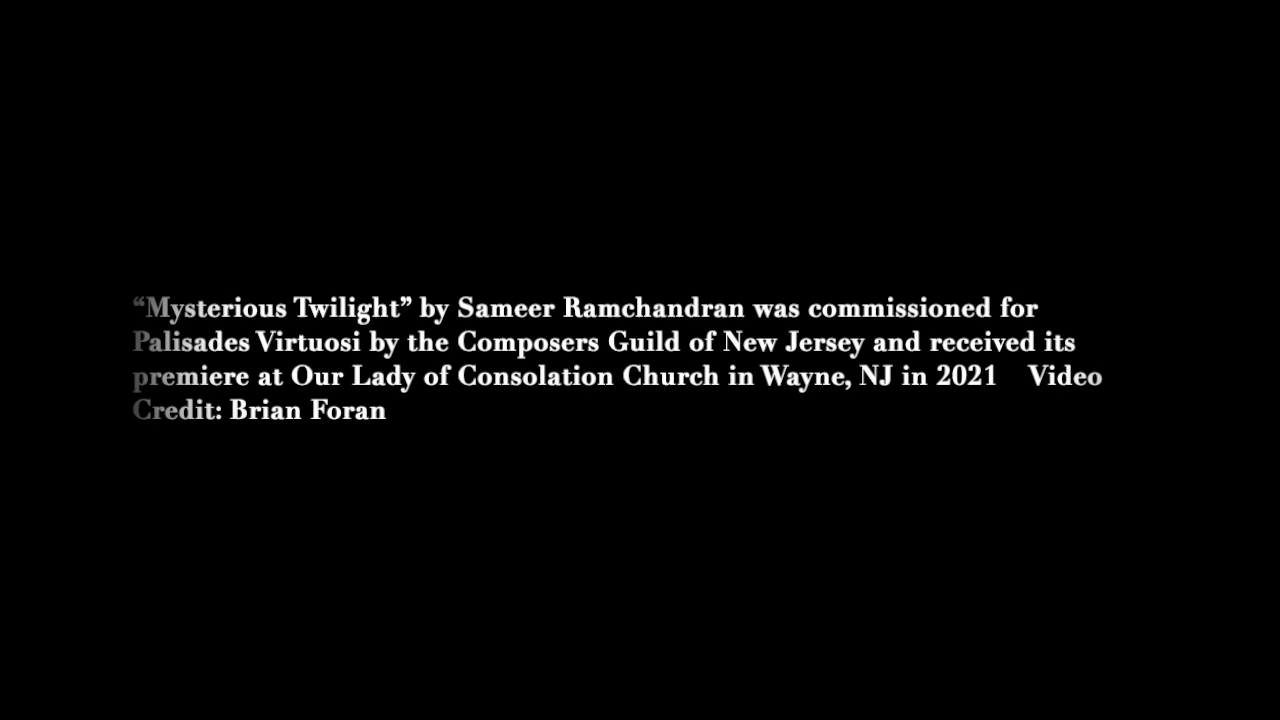 “Mysterious Twilight” by Sameer Ramchandran was commissioned for
Palisades Virtuosi by the Composers Guild of New Jersey and received its
premiere at Our Lady of Consolation Church in Wayne, NJ in 2021    Video
Credit: Brian Foran